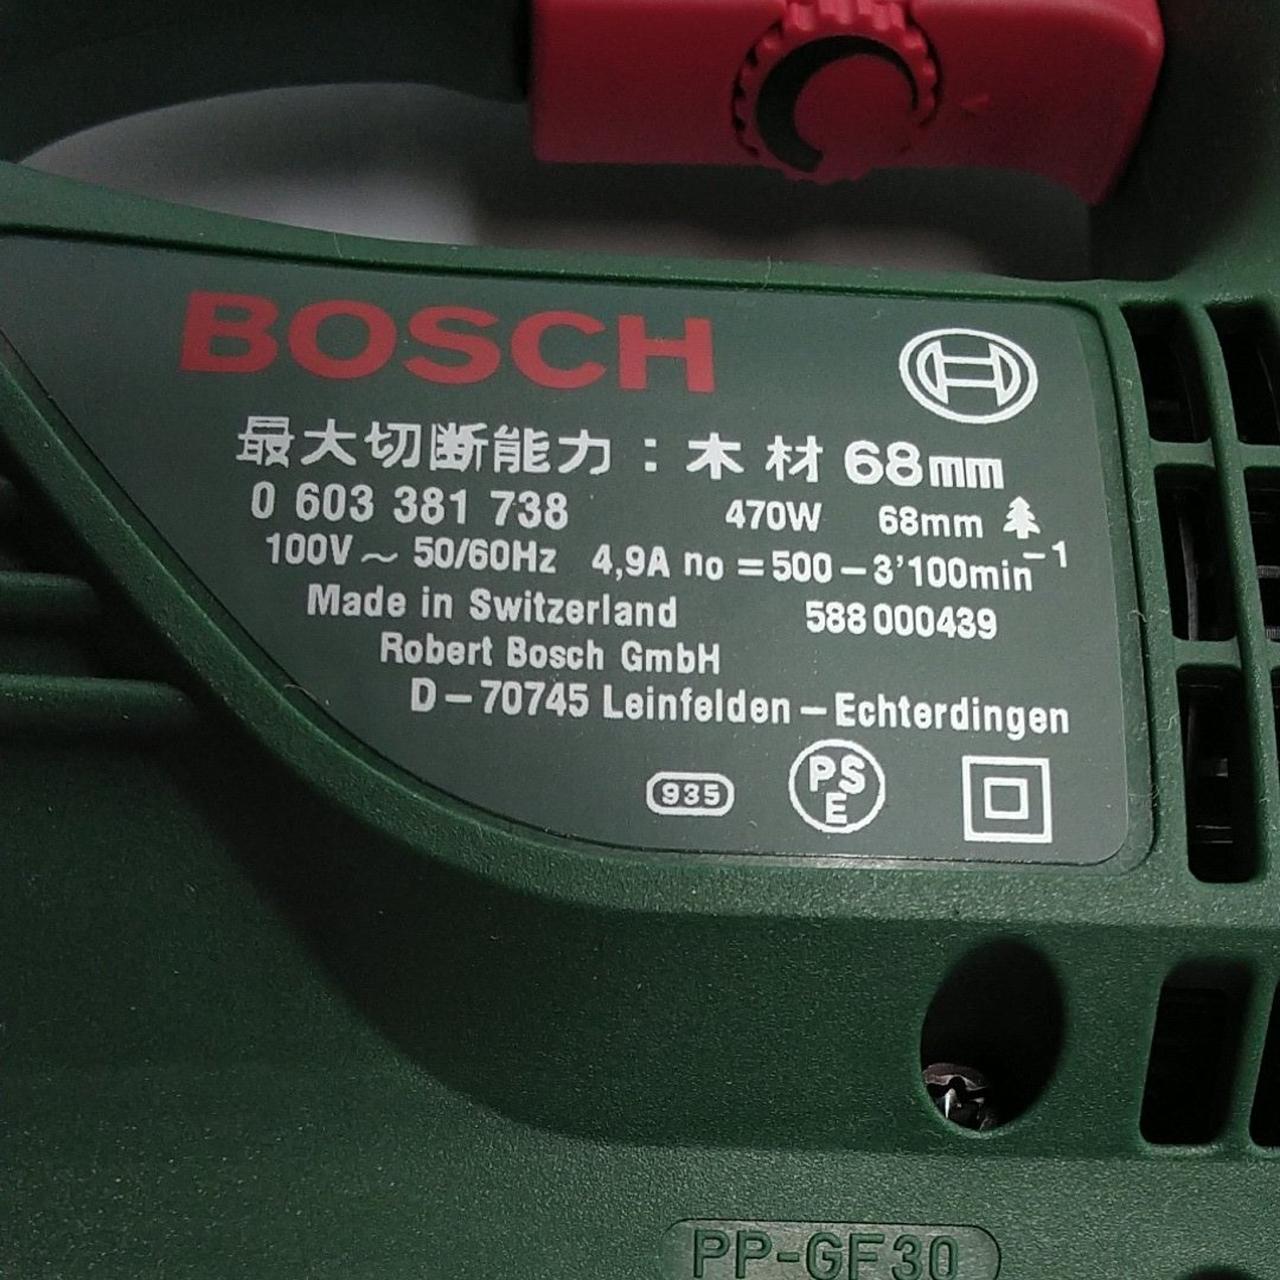 BOSCH
最大切断能力：木材 68mm
0 603 381 738 470W 68mm
100V ~ 50/60Hz 4,9A no = 500 – 3'100min⁻¹
Made in Switzerland 588 000439
Robert Bosch GmbH
D – 70745 Leinfelden – Echterdingen
935 PSE
PP-GF30